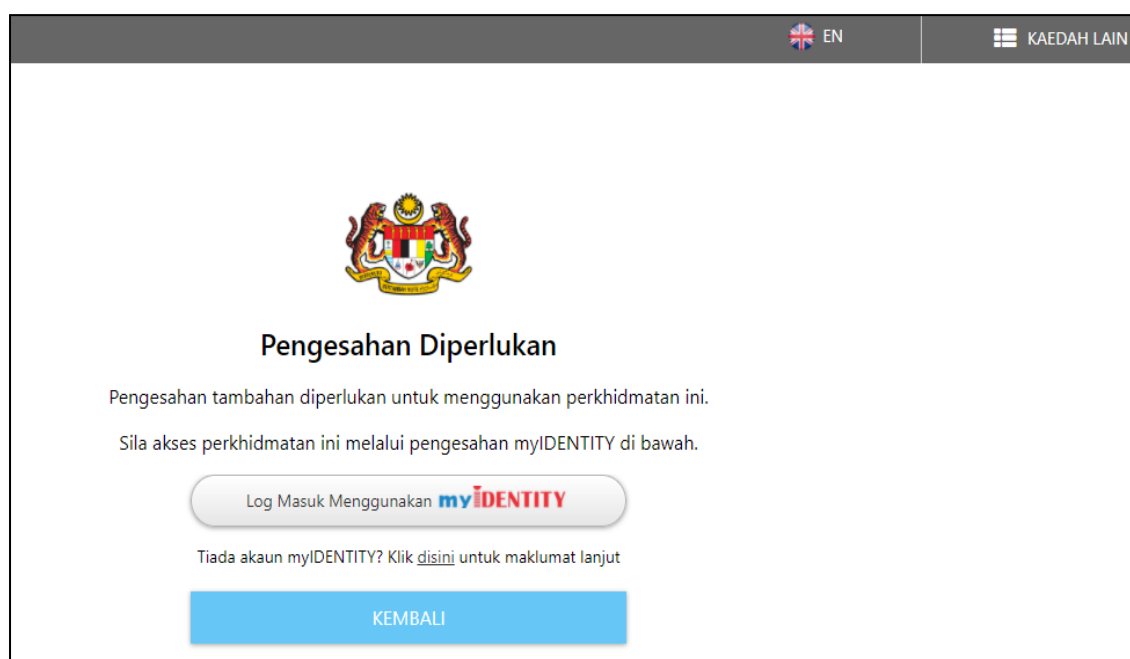 EN
KAEDAH LAIN
Pengesahan Diperlukan
Pengesahan tambahan diperlukan untuk menggunakan perkhidmatan ini.
Sila akses perkhidmatan ini melalui pengesahan myIDENTITY di bawah.
Log Masuk Menggunakan myIDENTITY
Tiada akaun myIDENTITY? Klik disini untuk maklumat lanjut
KEMBALI